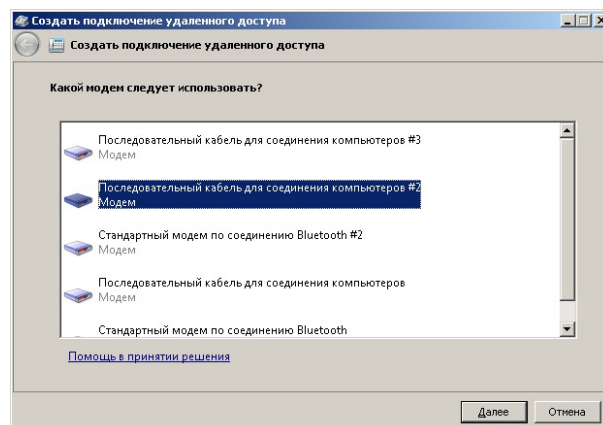 Создать подключение удаленного доступа
Создать подключение удаленного доступа
Какой модем следует использовать?
Последовательный кабель для соединения компьютеров #3
Модем
Последовательный кабель для соединения компьютеров #2
Модем
Стандартный модем по соединению Bluetooth #2
Модем
Последовательный кабель для соединения компьютеров
Модем
Стандартный модем по соединению Bluetooth
Помощь в принятии решения
Далее Отмена